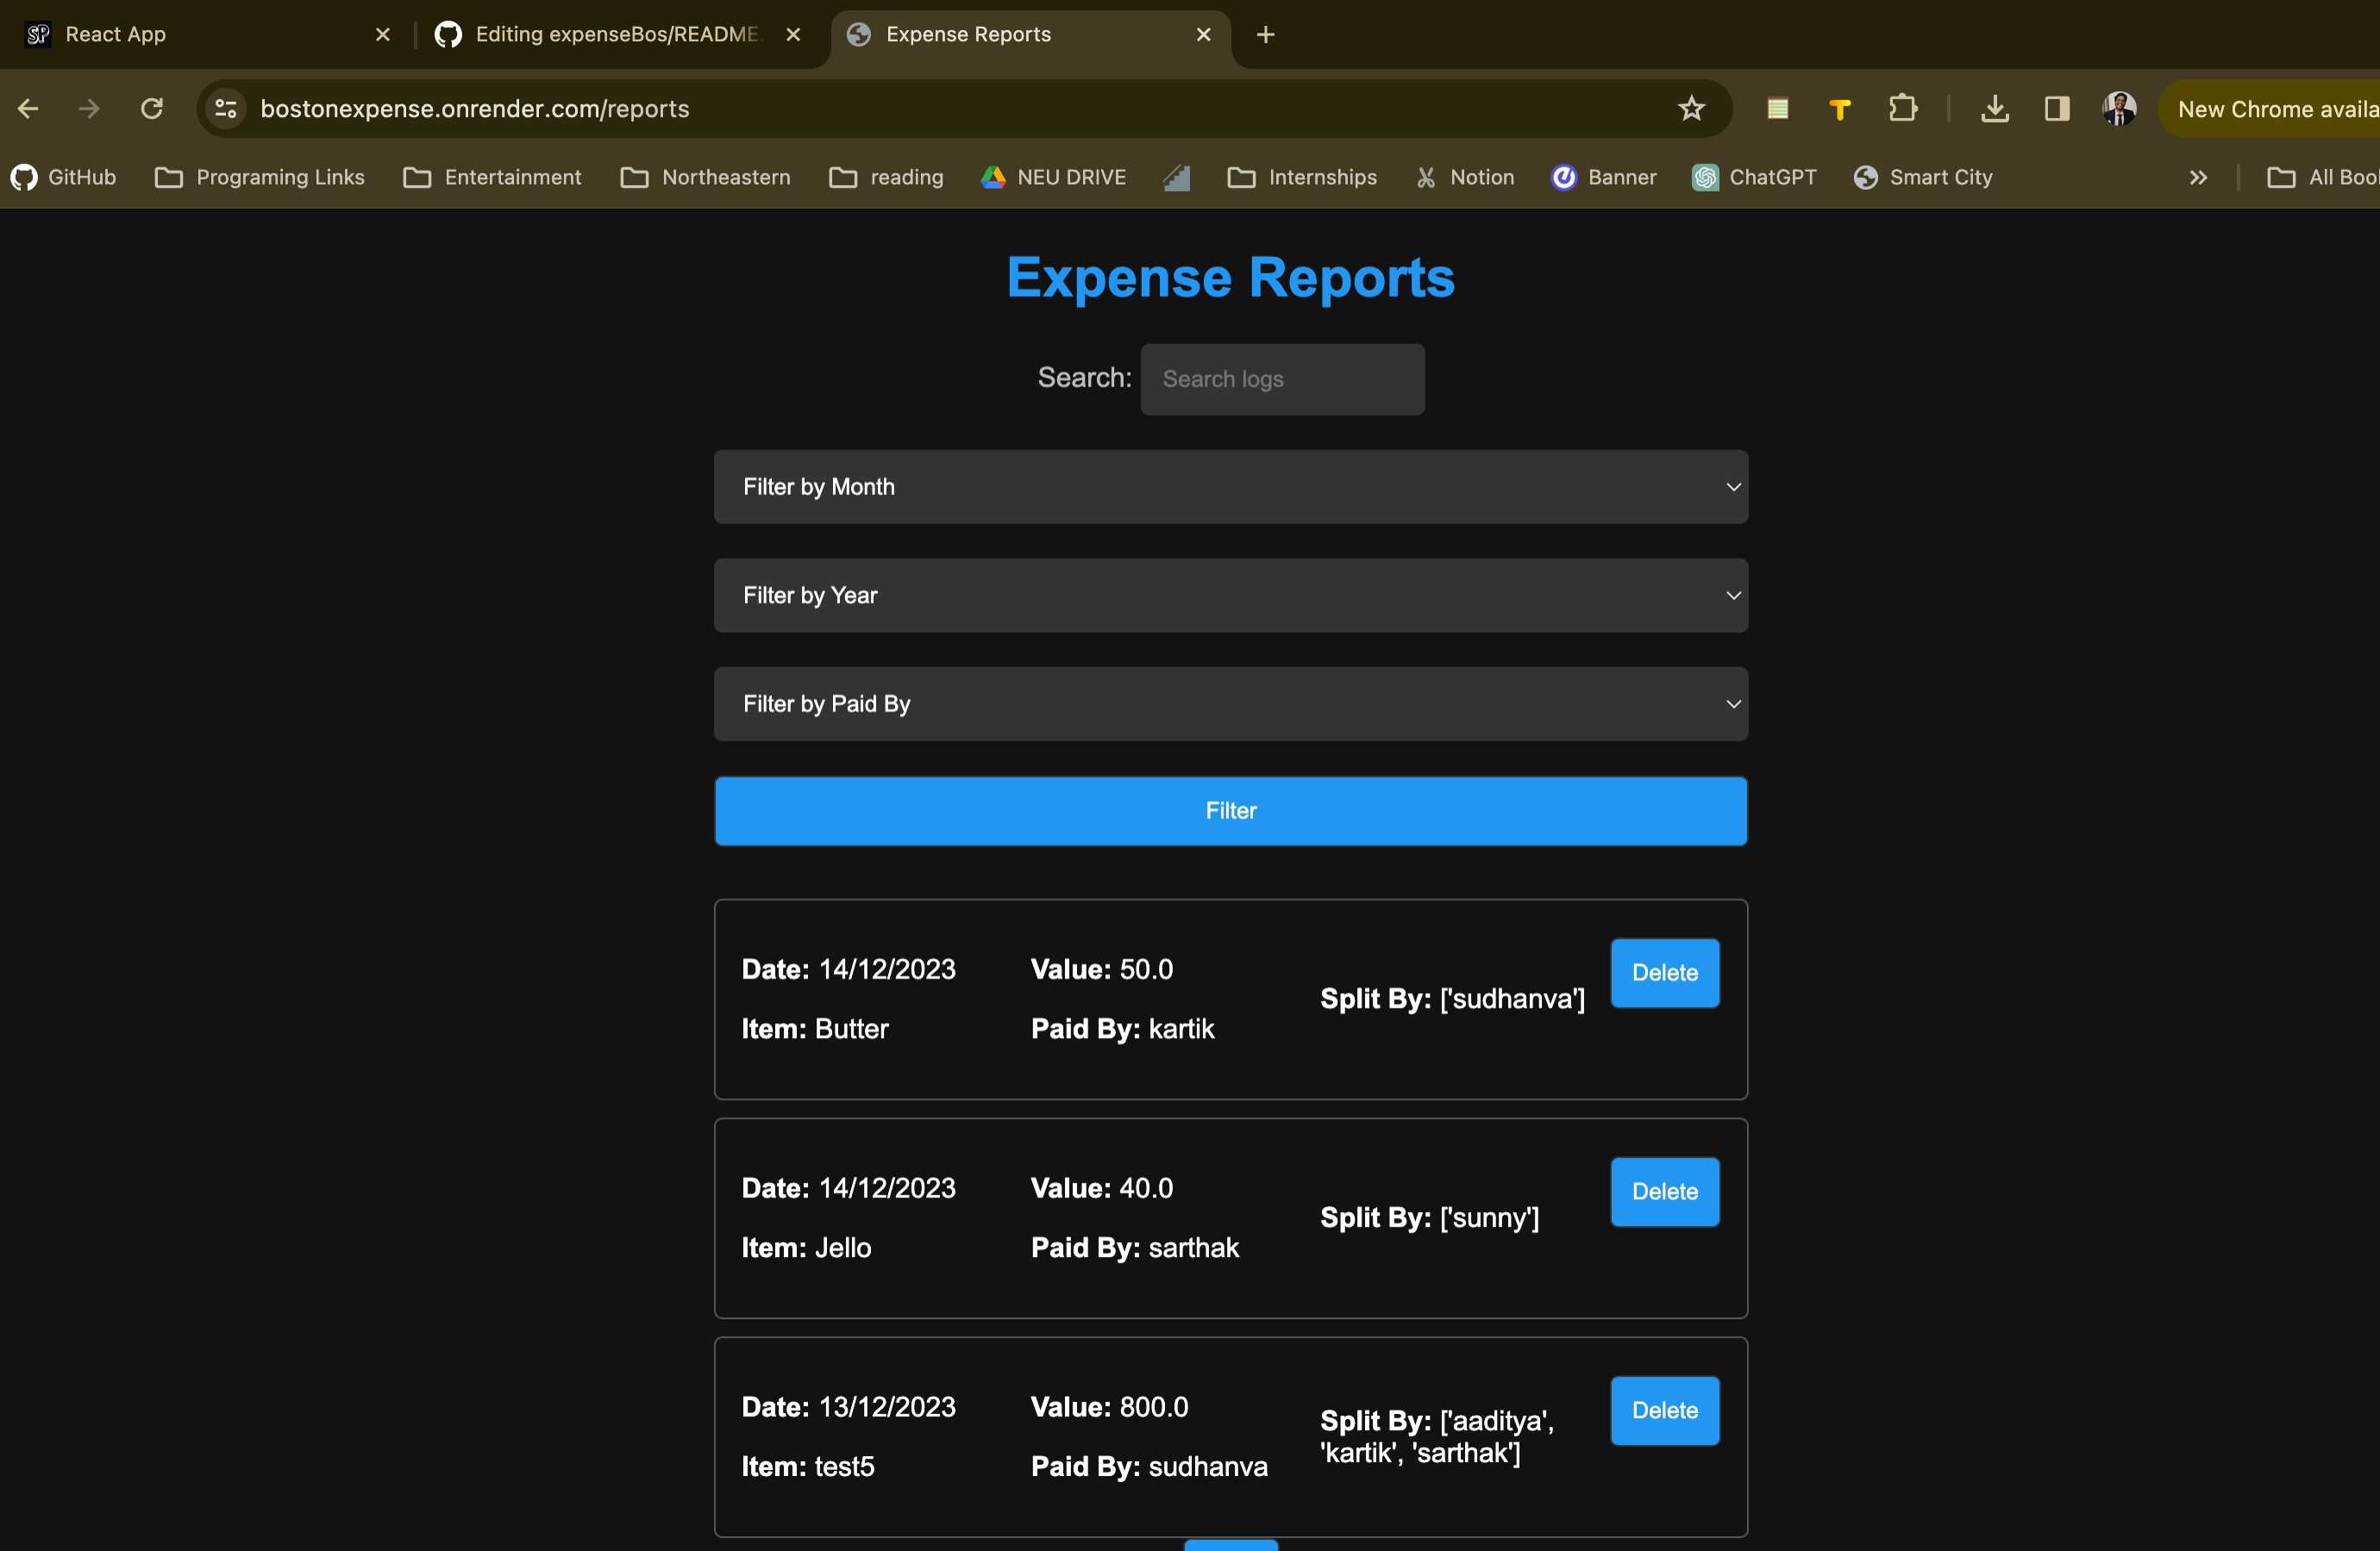 SP React App
Editing expenseBos/README.
Expense Reports
bostonexpense.onrender.com/reports
New Chrome availa
GitHub
Programing Links
Entertainment
Northeastern
reading
NEU DRIVE
Internships
Notion
Banner
ChatGPT
Smart City
All Bool
Expense Reports
Search: Search logs
Filter by Month
Filter by Year
Filter by Paid By
Filter
Date: 14/12/2023
Item: Butter
Value: 50.0
Paid By: kartik
Split By: ['sudhanva']
Delete
Date: 14/12/2023
Item: Jello
Value: 40.0
Paid By: sarthak
Split By: ['sunny']
Delete
Date: 13/12/2023
Item: test5
Value: 800.0
Paid By: sudhanva
Split By: ['aaditya',
'kartik', 'sarthak']
Delete